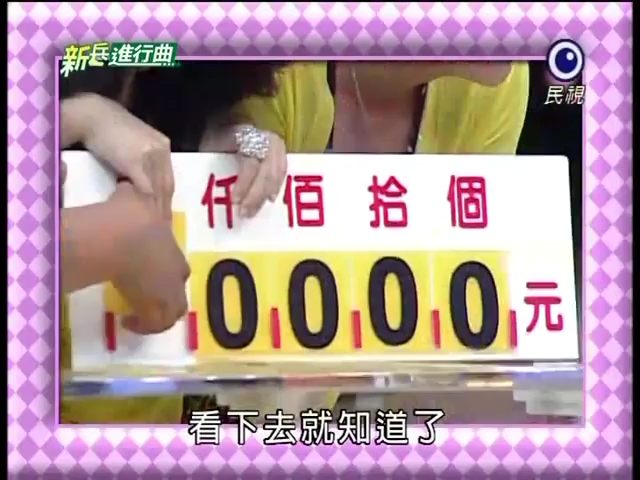 新兵進行曲
民視
仟 佰 拾 個
0 0 0 0 元
看下去就知道了